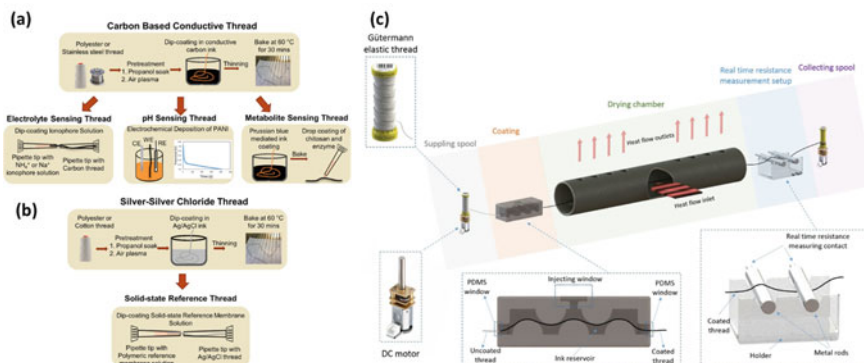 (a)
Carbon Based Conductive Thread
Polyester or
Stainless steel thread
Pretreatment
1. Propanol soak
2. Air plasma
Dip-coating in conductive
carbon ink
Thinning
Bake at 60 °C
for 30 mins
Electrolyte Sensing Thread
Dip-coating Ionophore Solution
Pipette tip with
NH₄⁺ or Na⁺
ionophore solution
Pipette tip with
Carbon thread
pH Sensing Thread
Electrochemical Deposition of PANI
CE
WE
RE
Metabolite Sensing Thread
Prussian blue
mediated ink
coating
Bake
Drop coating of
chitosan and
enzyme
(b)
Silver-Silver Chloride Thread
Polyester or
Cotton thread
Pretreatment
1. Propanol soak
2. Air plasma
Dip-coating in
Ag/AgCl ink
Thinning
Bake at 60 °C
for 30 mins
Solid-state Reference Thread
Dip-coating Solid-state Reference Membrane
Solution
Pipette tip with
Polymeric reference
membrane solution
Pipette tip with
Ag/AgCl thread
(c)
Gütermann
elastic thread
Suppling spool
Coating
Drying chamber
Real time resistance
measurement setup
Collecting spool
Heat flow outlets
Heat flow inlet
DC motor
Injecting window
PDMS
window
PDMS
window
Uncoated
thread
Ink reservoir
Coated
thread
Real time resistance
measuring contact
Coated
thread
Holder
Metal rods